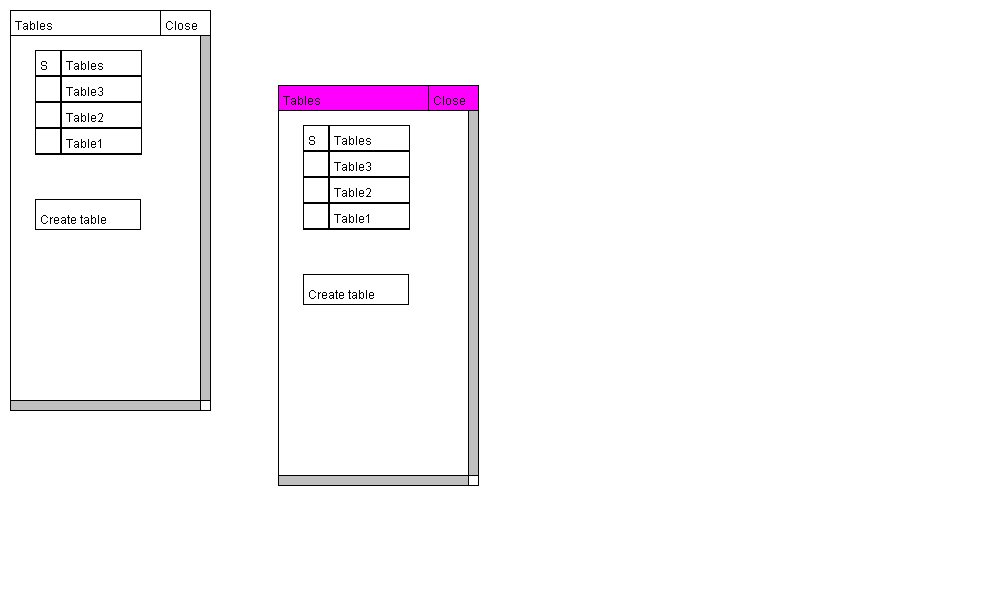 Tables Close
S Tables
Table3
Table2
Table1
Create table
Tables Close
S Tables
Table3
Table2
Table1
Create table